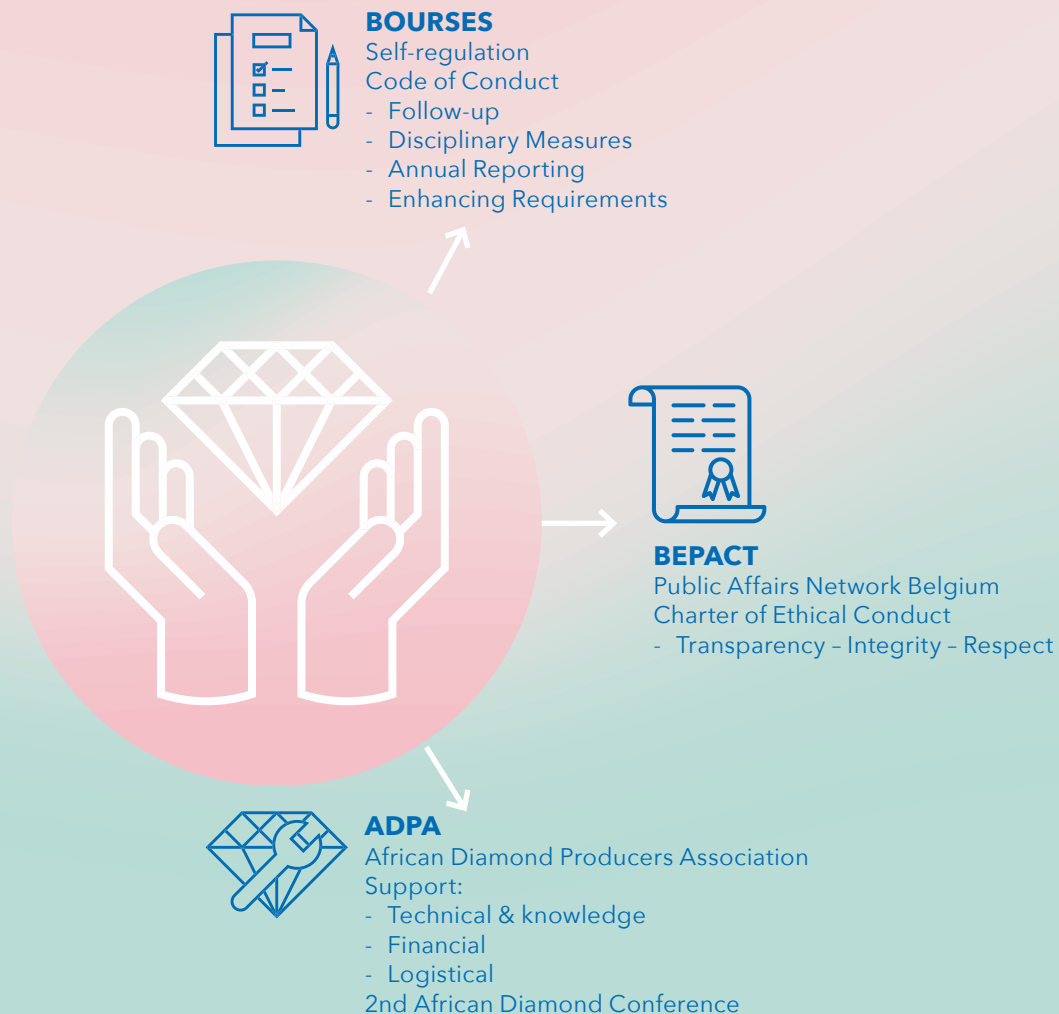 BOURSES
Self-regulation
Code of Conduct
- Follow-up
- Disciplinary Measures
- Annual Reporting
- Enhancing Requirements
BEPACT
Public Affairs Network Belgium
Charter of Ethical Conduct
- Transparency – Integrity – Respect
ADPA
African Diamond Producers Association
Support:
- Technical & knowledge
- Financial
- Logistical
2nd African Diamond Conference